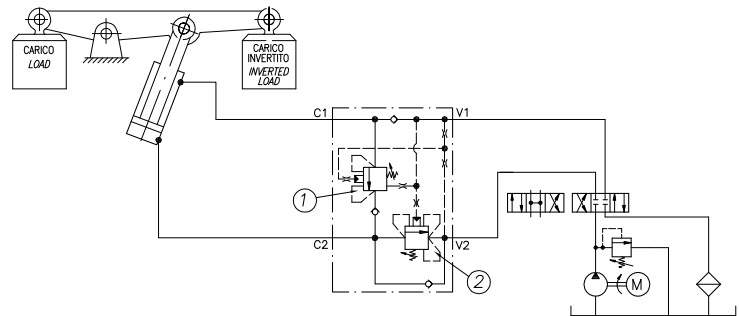 CARICO
LOAD
CARICO
INVERTITO
INVERTED
LOAD
C1
V1
1
C2
V2
2
M